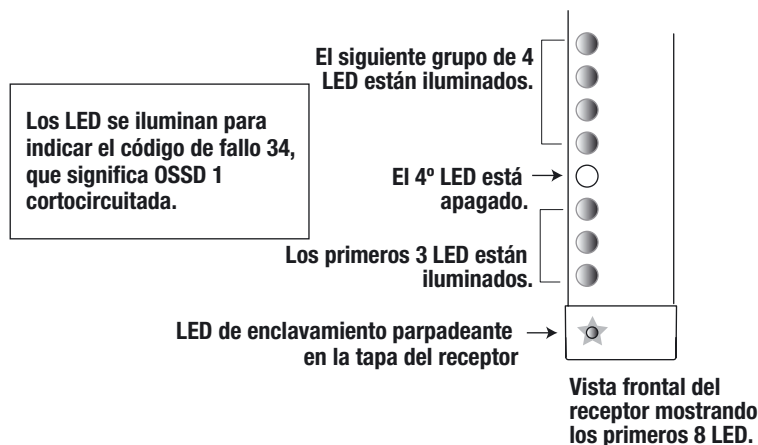 El siguiente grupo de 4
LED están iluminados.
Los LED se iluminan para
indicar el código de fallo 34,
que significa OSSD 1
cortocircuitada.
El 4º LED está
apagado.
Los primeros 3 LED están
iluminados.
LED de enclavamiento parpadeante
en la tapa del receptor
Vista frontal del
receptor mostrando
los primeros 8 LED.